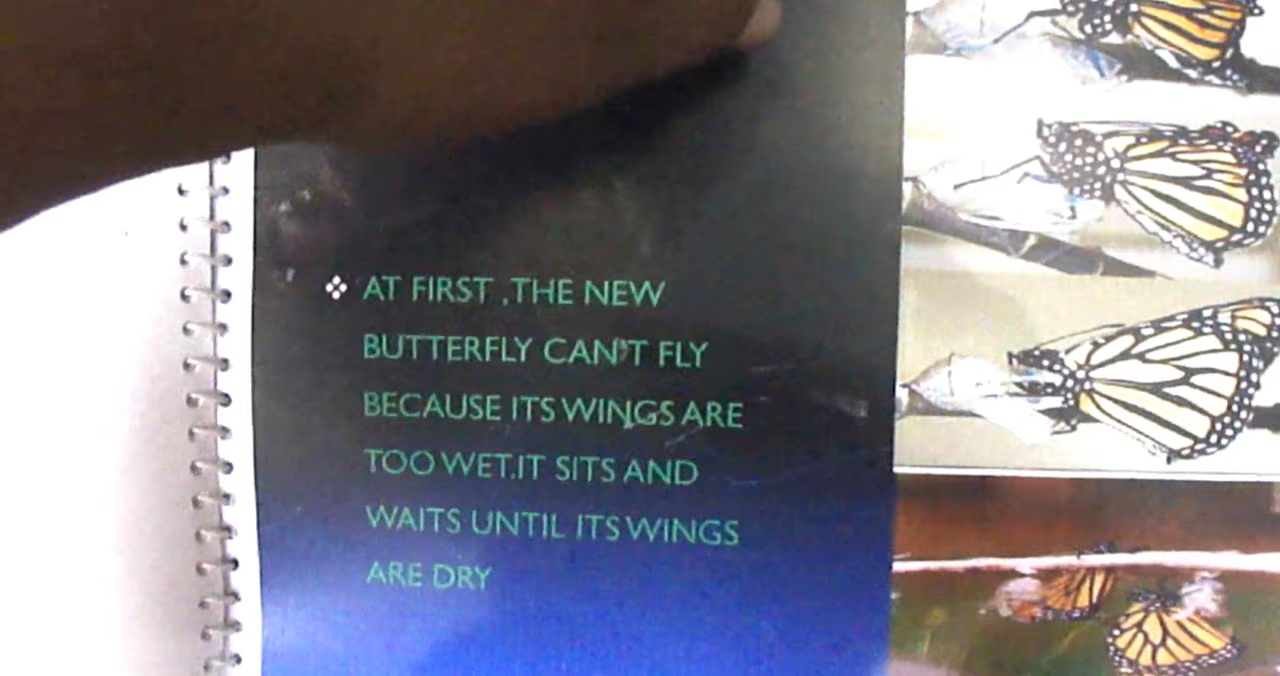 ❖ AT FIRST ,THE NEW
BUTTERFLY CAN'T FLY
BECAUSE ITS WINGS ARE
TOO WET.IT SITS AND
WAITS UNTIL ITS WINGS
ARE DRY